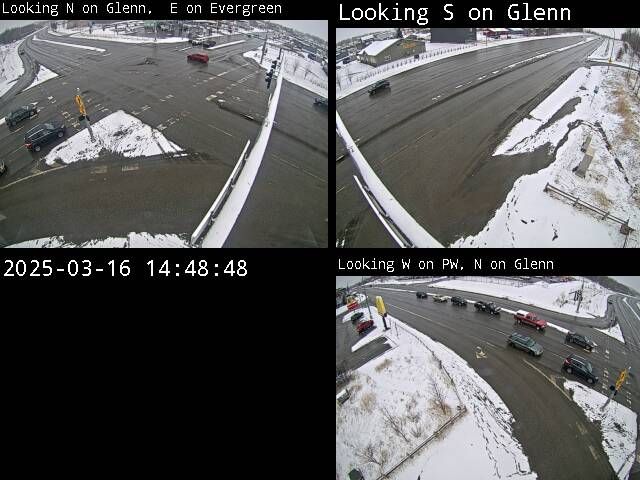 Looking N on Glenn,  E on Evergreen
Looking S on Glenn
2025-03-16 14:48:48
Looking W on PW, N on Glenn